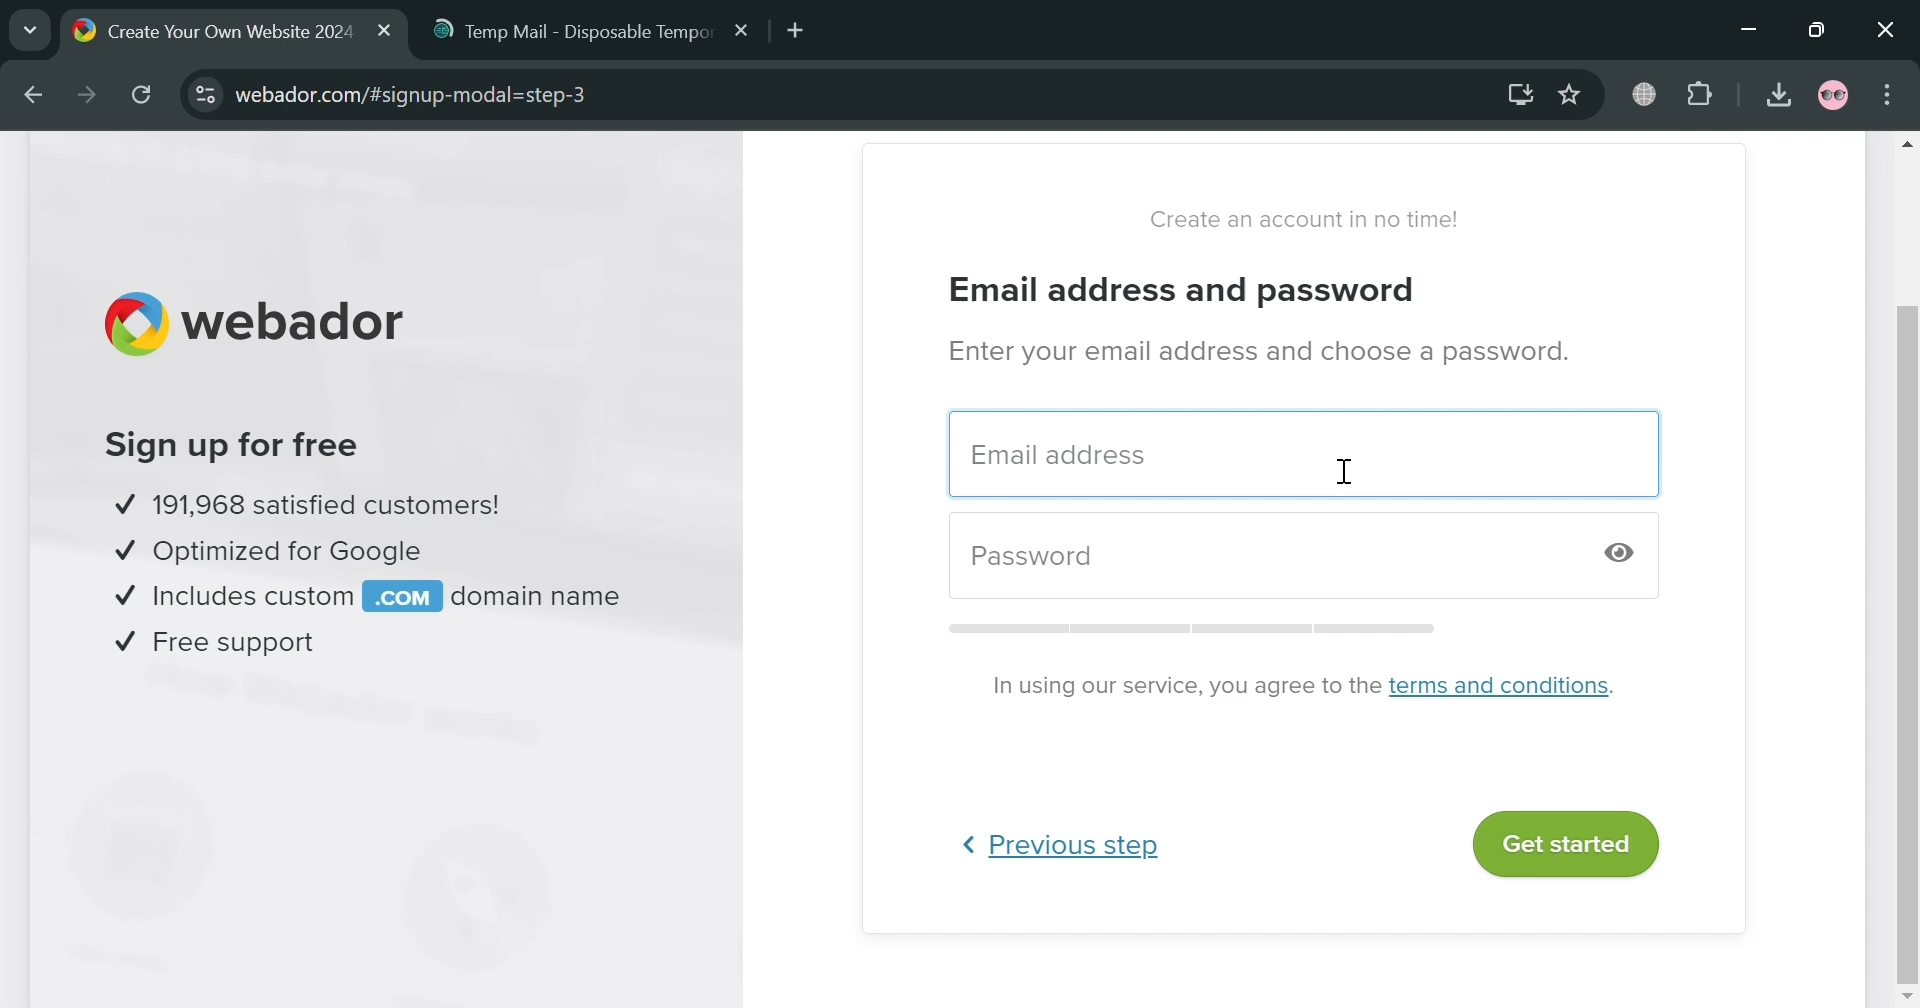 Create Your Own Website 2024
Temp Mail - Disposable Tempor
webador.com/#signup-modal=step-3
webador
Sign up for free
191,968 satisfied customers!
Optimized for Google
Includes custom .COM domain name
Free support
Create an account in no time!
Email address and password
Enter your email address and choose a password.
Email address
Password
In using our service, you agree to the terms and conditions.
Previous step
Get started